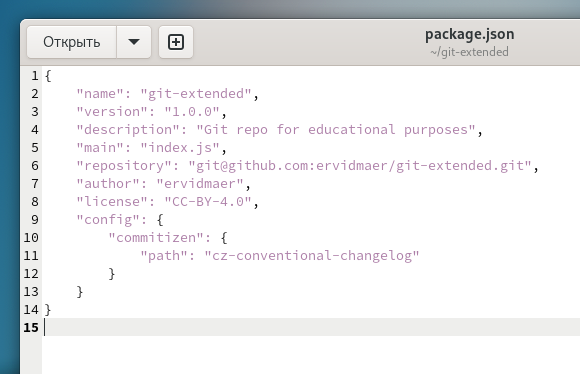 Открыть
package.json
~/git-extended
1 {
2     "name": "git-extended",
3     "version": "1.0.0",
4     "description": "Git repo for educational purposes",
5     "main": "index.js",
6     "repository": "git@github.com:ervidmaer/git-extended.git",
7     "author": "ervidmaer",
8     "license": "CC-BY-4.0",
9     "config": {
10         "commitizen": {
11             "path": "cz-conventional-changelog"
12         }
13     }
14 }
15